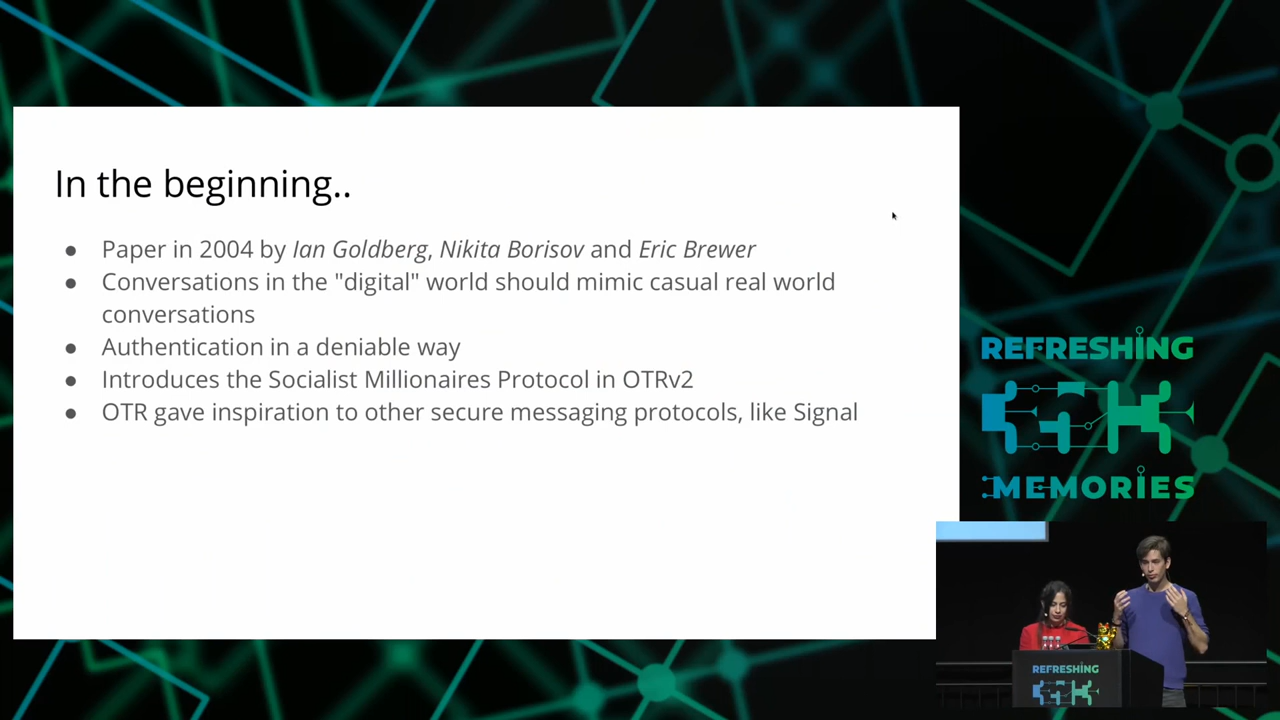 In the beginning..
● Paper in 2004 by Ian Goldberg, Nikita Borisov and Eric Brewer
● Conversations in the "digital" world should mimic casual real world
conversations
● Authentication in a deniable way
● Introduces the Socialist Millionaires Protocol in OTRv2
● OTR gave inspiration to other secure messaging protocols, like Signal
REFRESHING
MEMORIES
REFRESHING